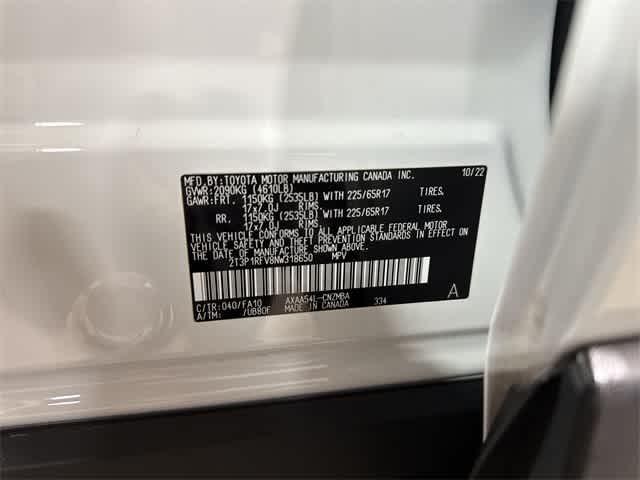 MFD.BY:TOYOTA MOTOR MANUFACTURING CANADA INC. 10/22
GVWR:2090KG (4610LB)
GAWR:FRT. 1150KG (2535LB) WITH 225/65R17 TIRES.
17x7.0J RIMS.
RR. 1150KG (2535LB) WITH 225/65R17 TIRES.
17x7.0J RIMS.
THIS VEHICLE CONFORMS TO ALL APPLICABLE FEDERAL MOTOR
VEHICLE SAFETY AND THEFT PREVENTION STANDARDS IN EFFECT ON
THE DATE OF MANUFACTURE SHOWN ABOVE.
2T3P1RFV8NW318650 MPV
C/TR:040/FA10 AXAA54L-CNZMBA 334 A
A/TM: /UB80F MADE IN CANADA